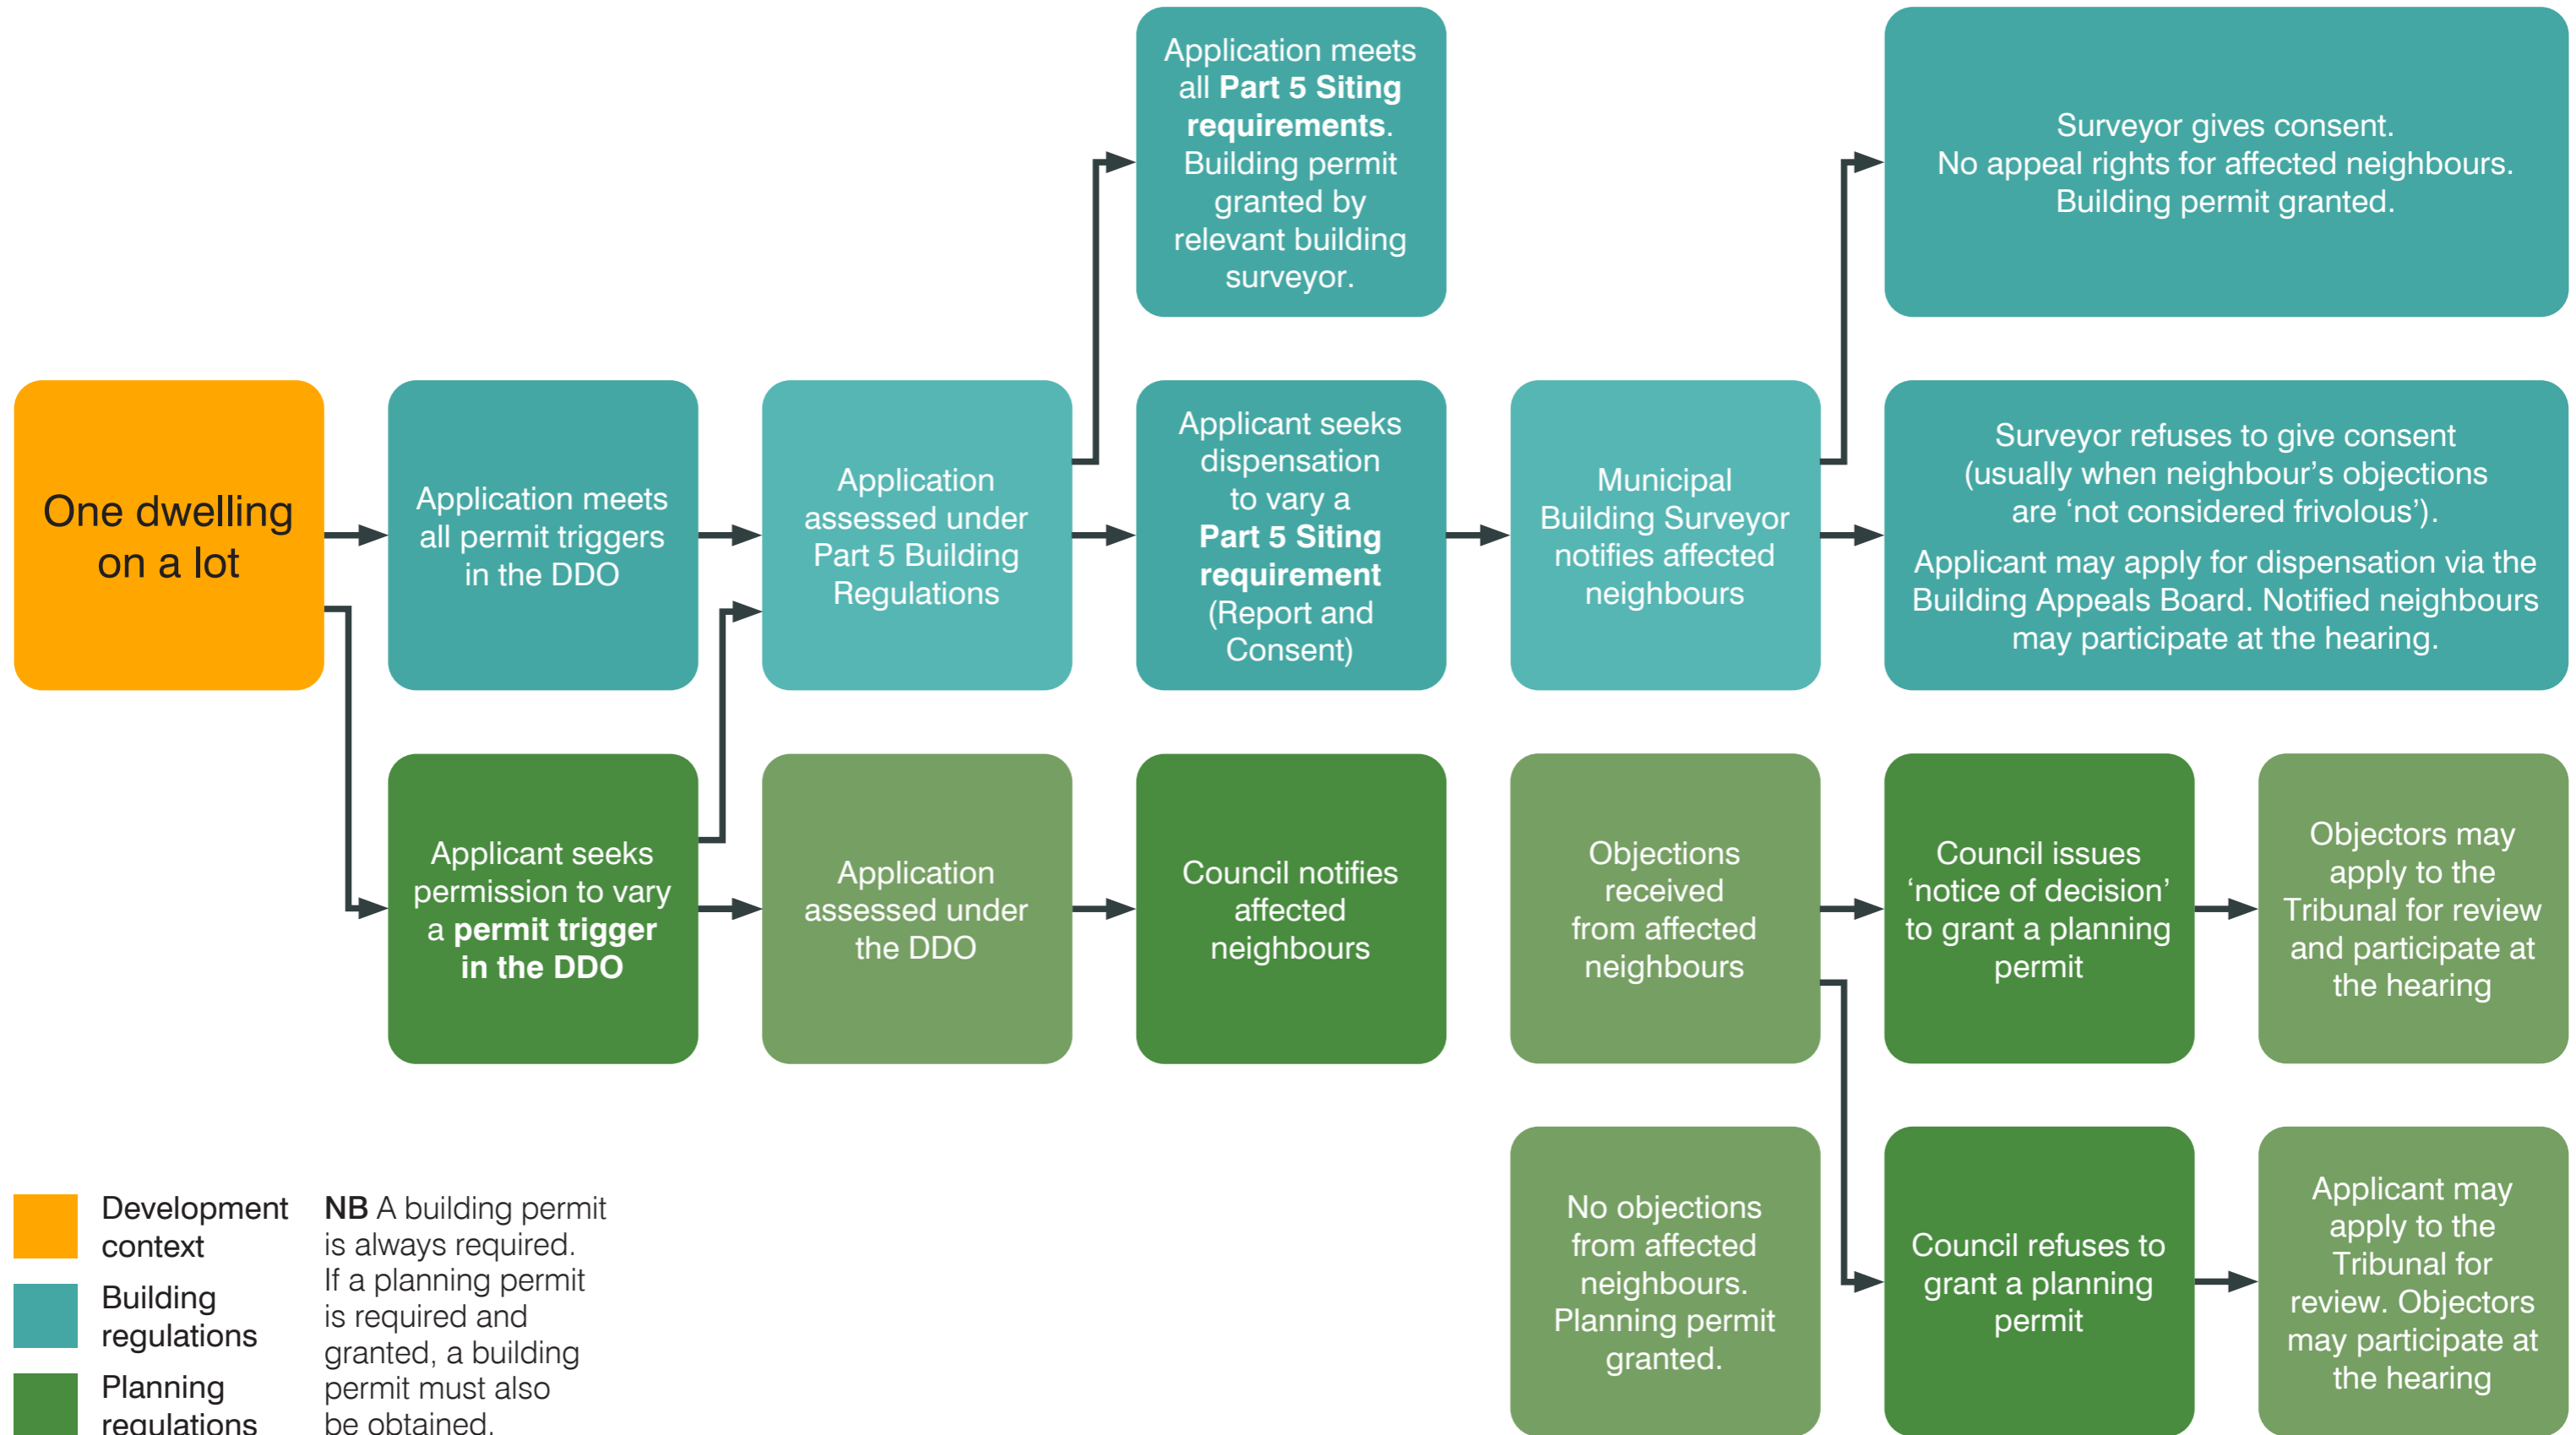 Application meets
all Part 5 Siting
requirements.
Building permit
granted by
relevant building
surveyor.
Surveyor gives consent.
No appeal rights for affected neighbours.
Building permit granted.
One dwelling
on a lot
Application meets
all permit triggers
in the DDO
Application
assessed under
Part 5 Building
Regulations
Applicant seeks
dispensation
to vary a
Part 5 Siting
requirement
(Report and
Consent)
Municipal
Building Surveyor
notifies affected
neighbours
Surveyor refuses to give consent
(usually when neighbour’s objections
are ‘not considered frivolous’).
Applicant may apply for dispensation via the
Building Appeals Board. Notified neighbours
may participate at the hearing.
Applicant seeks
permission to vary
a permit trigger
in the DDO
Application
assessed under
the DDO
Council notifies
affected
neighbours
Objections
received
from affected
neighbours
Council issues
‘notice of decision’
to grant a planning
permit
Objectors may
apply to the
Tribunal for review
and participate at
the hearing
No objections
from affected
neighbours.
Planning permit
granted.
Council refuses to
grant a planning
permit
Applicant may
apply to the
Tribunal for
review. Objectors
may participate at
the hearing
Development
context
Building
regulations
Planning
regulations
NB A building permit
is always required.
If a planning permit
is required and
granted, a building
permit must also
be obtained.